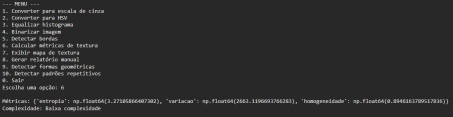 --- MENU ---
1. Converter para escala de cinza
2. Converter para HSV
3. Equalizar histograma
4. Binarizar imagem
5. Detectar bordas
6. Calcular métricas de textura
7. Exibir mapa de textura
8. Gerar relatório manual
9. Detectar formas geométricas
10. Detectar padrões repetitivos
0. Sair
Escolha uma opção: 6
Métricas: {'entropia': np.float64(3.27105866407302), 'variacao': np.float64(2663.1196693766283), 'homogeneidade': np.float64(0.8946163789517836)}
Complexidade: Baixa complexidade